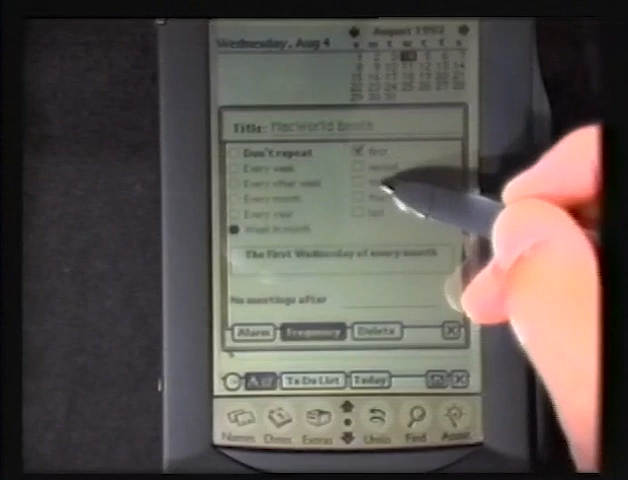 Wednesday, Aug 4
August 1993
s m t w t f s
Title: MacWorld Booth
Don't repeat
first
Every week
second
Every other week
Every month
Every year
last
Week in month
The First Wednesday of every month
No meetings after
Alarm
Frequency
Delete
To Do List
Today
Names
Dates
Extras
Undo
Find
Assist